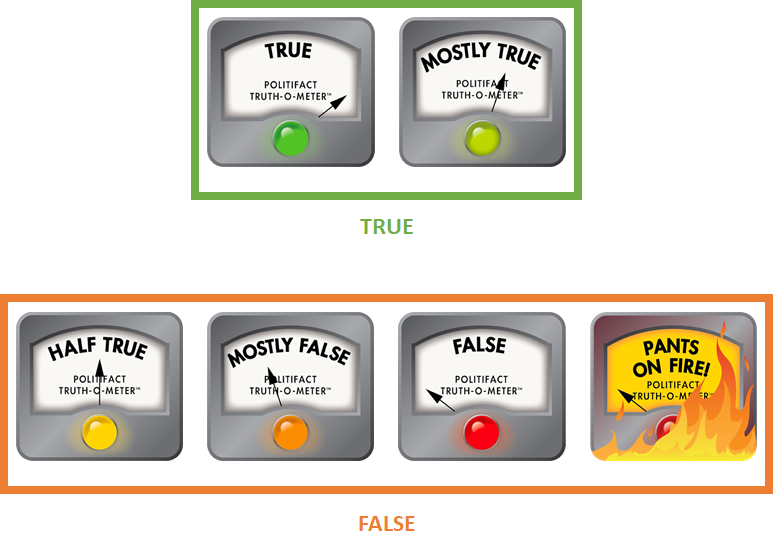 TRUE
POLITIFACT
TRUTH-O-METER™
MOSTLY TRUE
POLITIFACT
TRUTH-O-METER™
TRUE
HALF TRUE
POLITIFACT
TRUTH-O-METER™
MOSTLY FALSE
POLITIFACT
TRUTH-O-METER™
FALSE
POLITIFACT
TRUTH-O-METER™
PANTS
ON FIRE!
POLITIFACT
TRUTH-O-METER
FALSE